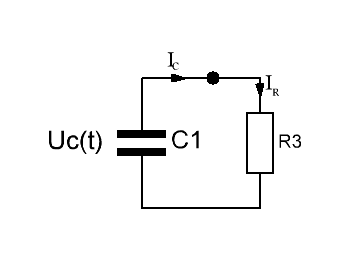 I_C
I_R
Uc(t)
C1
R3